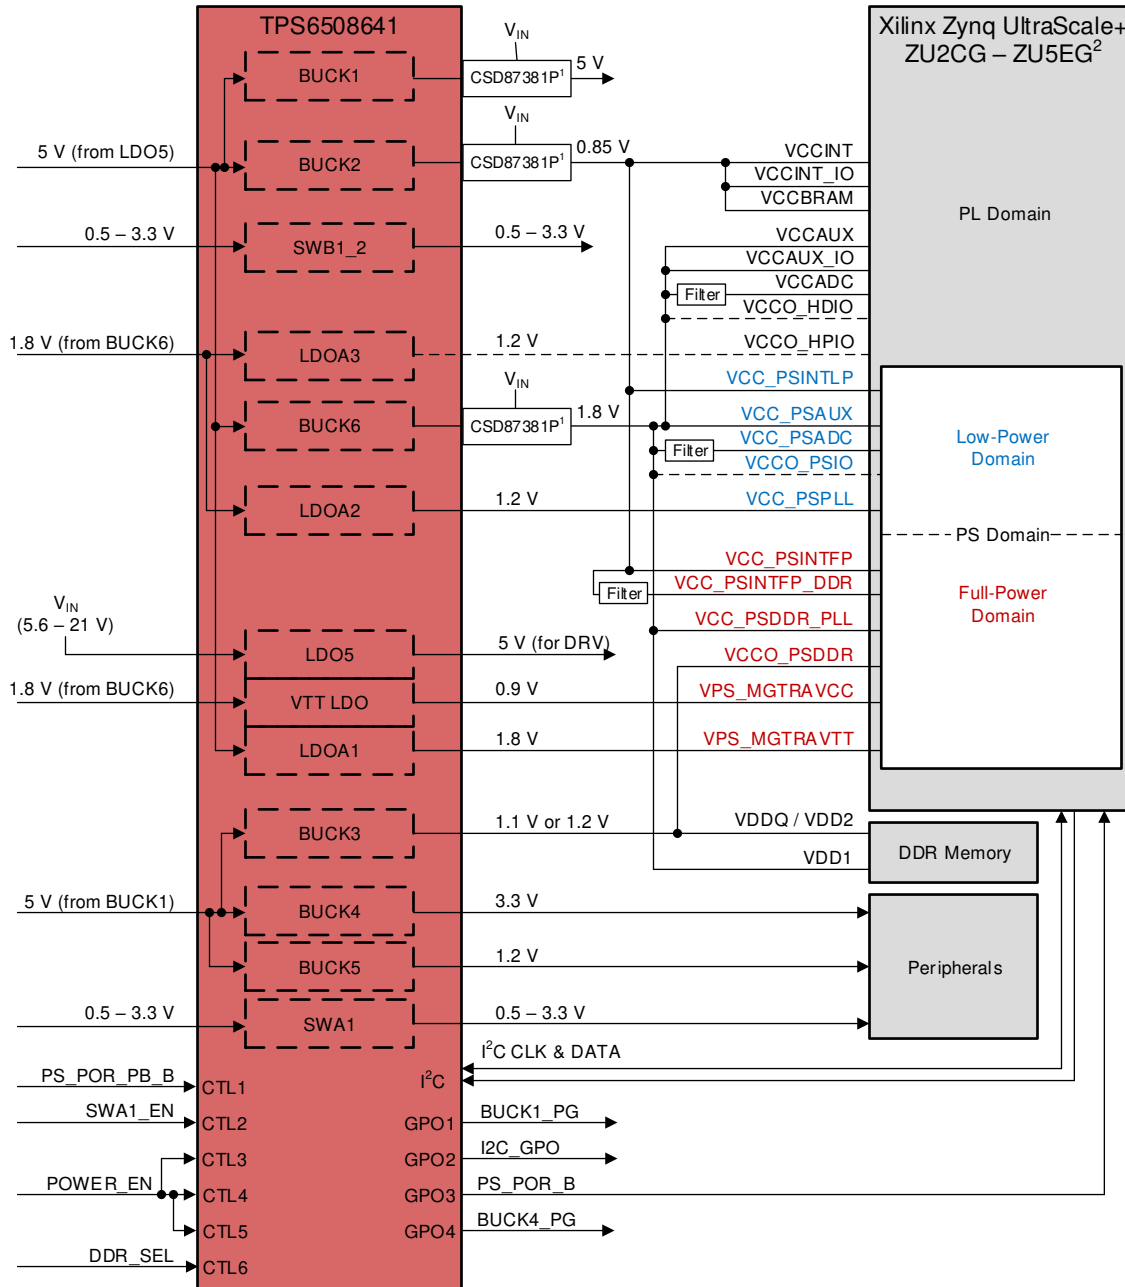 TPS6508641
Xilinx Zynq UltraScale+
ZU2CG – ZU5EG²
V_IN
BUCK1
CSD87381P¹
5 V
V_IN
5 V (from LDO5)
BUCK2
CSD87381P¹
0.85 V
VCCINT
VCCINT_IO
VCCBRAM
PL Domain
0.5 – 3.3 V
SWB1_2
0.5 – 3.3 V
VCCAUX
VCCAUX_IO
Filter
VCCADC
VCCO_HDIO
1.8 V (from BUCK6)
LDOA3
1.2 V
VCCO_HPIO
V_IN
VCC_PSINTLP
BUCK6
CSD87381P¹
1.8 V
VCC_PSAUX
Filter
VCC_PSADC
VCCO_PSIO
Low-Power
Domain
LDOA2
1.2 V
VCC_PSPLL
PS Domain
VCC_PSINTFP
Filter
VCC_PSINTFP_DDR
Full-Power
Domain
VCC_PSDDR_PLL
V_IN
(5.6 – 21 V)
LDO5
5 V (for DRV)
VCCO_PSDDR
1.8 V (from BUCK6)
VTT LDO
0.9 V
VPS_MGTRAVCC
LDOA1
1.8 V
VPS_MGTRAVTT
BUCK3
1.1 V or 1.2 V
VDDQ / VDD2
VDD1
DDR Memory
5 V (from BUCK1)
BUCK4
3.3 V
BUCK5
1.2 V
Peripherals
0.5 – 3.3 V
SWA1
0.5 – 3.3 V
I²C CLK & DATA
PS_POR_PB_B
CTL1
I²C
SWA1_EN
CTL2
GPO1
BUCK1_PG
CTL3
GPO2
I2C_GPO
POWER_EN
CTL4
GPO3
PS_POR_B
CTL5
GPO4
BUCK4_PG
DDR_SEL
CTL6